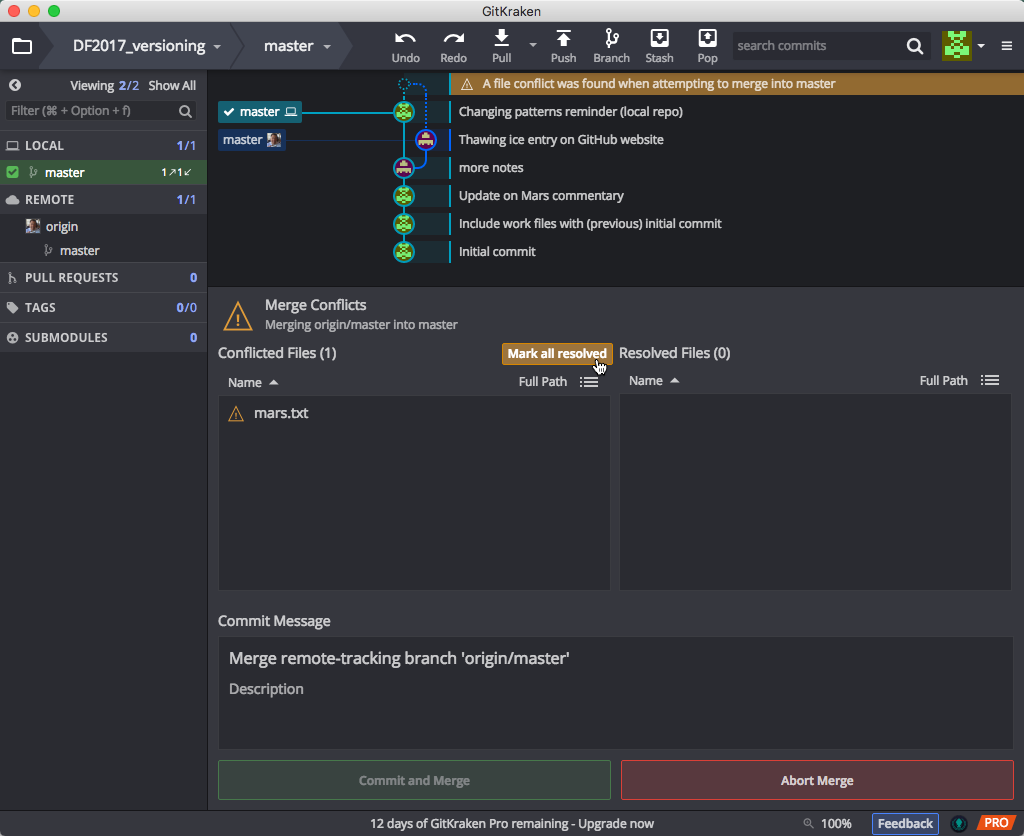 GitKraken
DF2017_versioning
master
Undo
Redo
Pull
Push
Branch
Stash
Pop
search commits
Viewing 2/2 Show All
Filter (⌘ + Option + f)
LOCAL 1/1
master 1↗1↙
REMOTE 1/1
origin
master
PULL REQUESTS 0
TAGS 0/0
SUBMODULES 0
A file conflict was found when attempting to merge into master
master Changing patterns reminder (local repo)
master Thawing ice entry on GitHub website
more notes
Update on Mars commentary
Include work files with (previous) initial commit
Initial commit
Merge Conflicts
Merging origin/master into master
Conflicted Files (1) Mark all resolved
Name Full Path
mars.txt
Resolved Files (0)
Name Full Path
Commit Message
Merge remote-tracking branch 'origin/master'
Description
Commit and Merge Abort Merge
12 days of GitKraken Pro remaining - Upgrade now 100% Feedback PRO